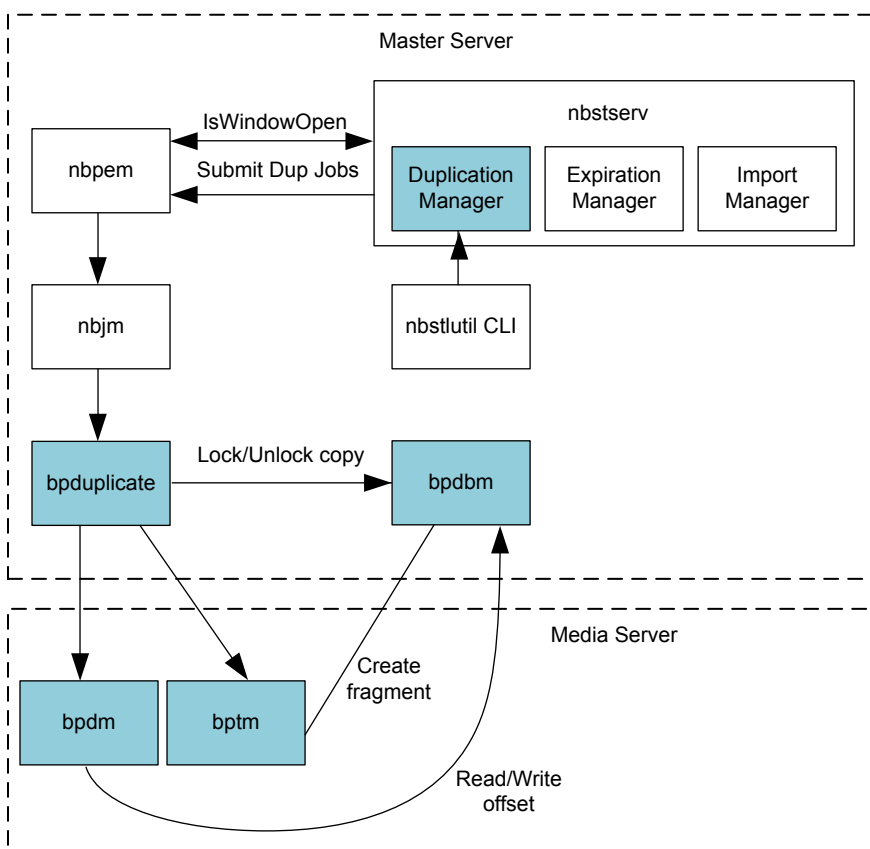 Master Server
nbstserv
IsWindowOpen
nbpem
Submit Dup Jobs
Duplication
Manager
Expiration
Manager
Import
Manager
nbjm
nbstlutil CLI
Lock/Unlock copy
bpduplicate
bpdbm
Media Server
Create
fragment
bpdm
bptm
Read/Write
offset